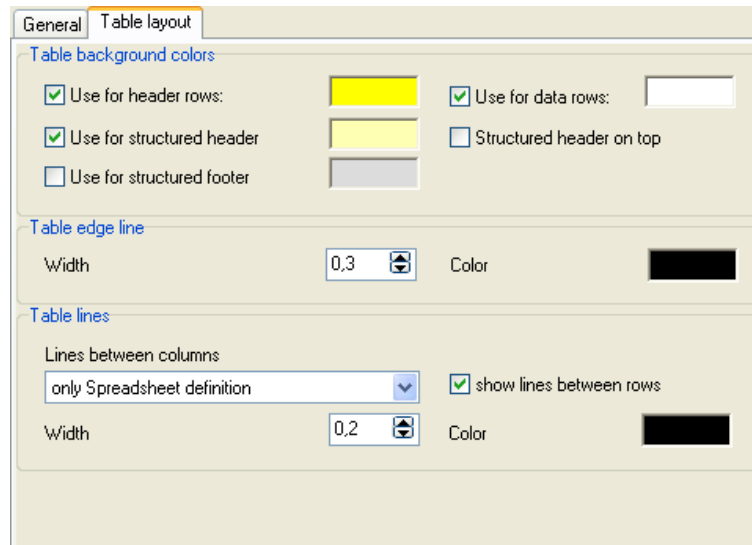 General Table layout
Table background colors
Use for header rows: Use for data rows:
Use for structured header Structured header on top
Use for structured footer
Table edge line
Width 0,3 Color
Table lines
Lines between columns
only Spreadsheet definition show lines between rows
Width 0,2 Color